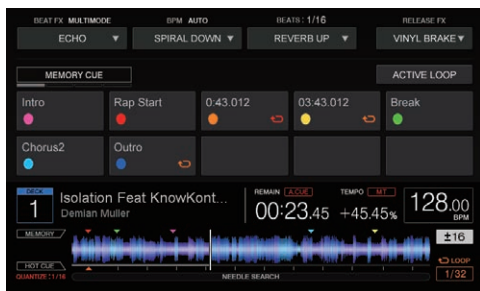 BEAT FX MULTIMODE BPM AUTO BEATS : 1/16 RELEASE FX
ECHO SPIRAL DOWN REVERB UP VINYL BRAKE
MEMORY CUE ACTIVE LOOP
Intro Rap Start 0:43.012 03:43.012 Break
Chorus2 Outro
DECK REMAIN A.CUE TEMPO MT
1 Isolation Feat KnowKont... 00:23.45 +45.45% 128.00
Demian Muller BPM
MEMORY ±16
HOT CUE LOOP
QUANTIZE : 1/16 NEEDLE SEARCH 1/32